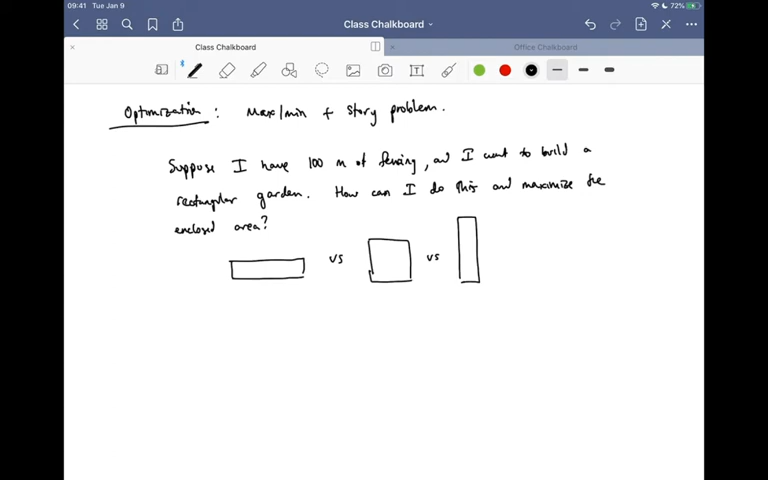 09:41 Tue Jan 9
72%
Class Chalkboard
Class Chalkboard
Office Chalkboard
Optimization : Max/min + story problem.
Suppose I have 100 m of fencing, and I want to build a
rectangular garden. How can I do this and maximize the
enclosed area?
vs vs